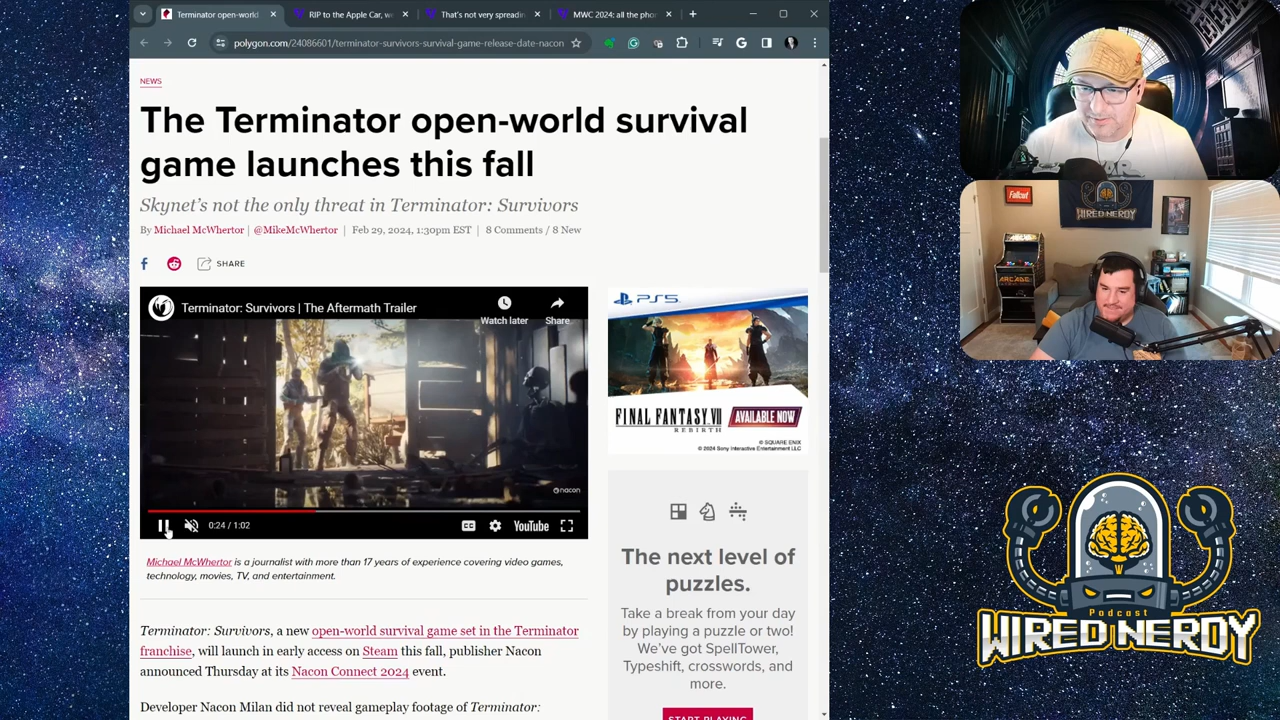 Terminator open-world
RIP to the Apple Car, w
That's not very spreadin
MWC 2024: all the pho
polygon.com/24086601/terminator-survivors-survival-game-release-date-nacon
NEWS
The Terminator open-world survival
game launches this fall
Skynet's not the only threat in Terminator: Survivors
By Michael McWhertor | @MikeMcWhertor | Feb 29, 2024, 1:30pm EST | 8 Comments / 8 New
SHARE
Terminator: Survivors | The Aftermath Trailer
Watch later
Share
nacon
0:24 / 1:02
CC
YouTube
Michael McWhertor is a journalist with more than 17 years of experience covering video games,
technology, movies, TV, and entertainment.
Terminator: Survivors, a new open-world survival game set in the Terminator
franchise, will launch in early access on Steam this fall, publisher Nacon
announced Thursday at its Nacon Connect 2024 event.
Developer Nacon Milan did not reveal gameplay footage of Terminator:
PS5
FINAL FANTASY VII
REBIRTH
AVAILABLE NOW
© SQUARE ENIX
© 2024 Sony Interactive Entertainment LLC
The next level of
puzzles.
Take a break from your day
by playing a puzzle or two!
We've got SpellTower,
Typeshift, crosswords, and
more.
START PLAYING
Fallout
WIRED NERDY
ARCADE
Podcast
WIRED NERDY